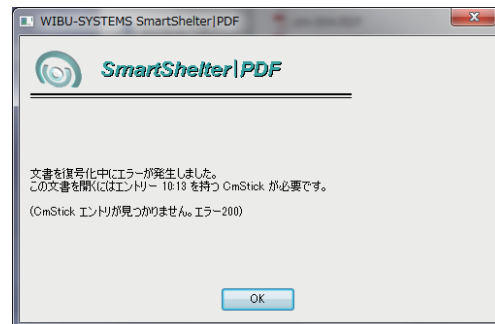 WIBU-SYSTEMS SmartShelter|PDF
SmartShelter|PDF
文書を復号化中にエラーが発生しました。
この文書を開くにはエントリー 10:13 を持つ CmStick が必要です。
(CmStick エントリが見つかりません。エラー200)
OK